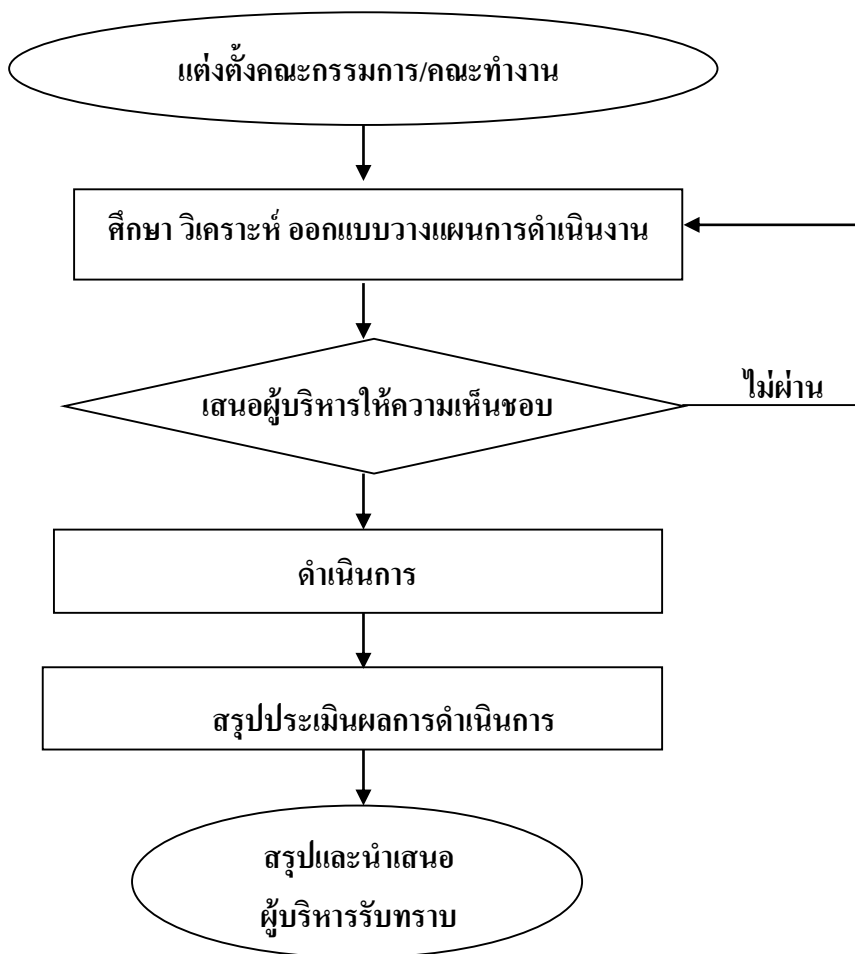 แต่งตั้งคณะกรรมการ/คณะทำงาน
ศึกษา วิเคราะห์ ออกแบบวางแผนการดำเนินงาน
เสนอผู้บริหารให้ความเห็นชอบ
ไม่ผ่าน
ดำเนินการ
สรุปประเมินผลการดำเนินการ
สรุปและนำเสนอ
ผู้บริหารรับทราบ